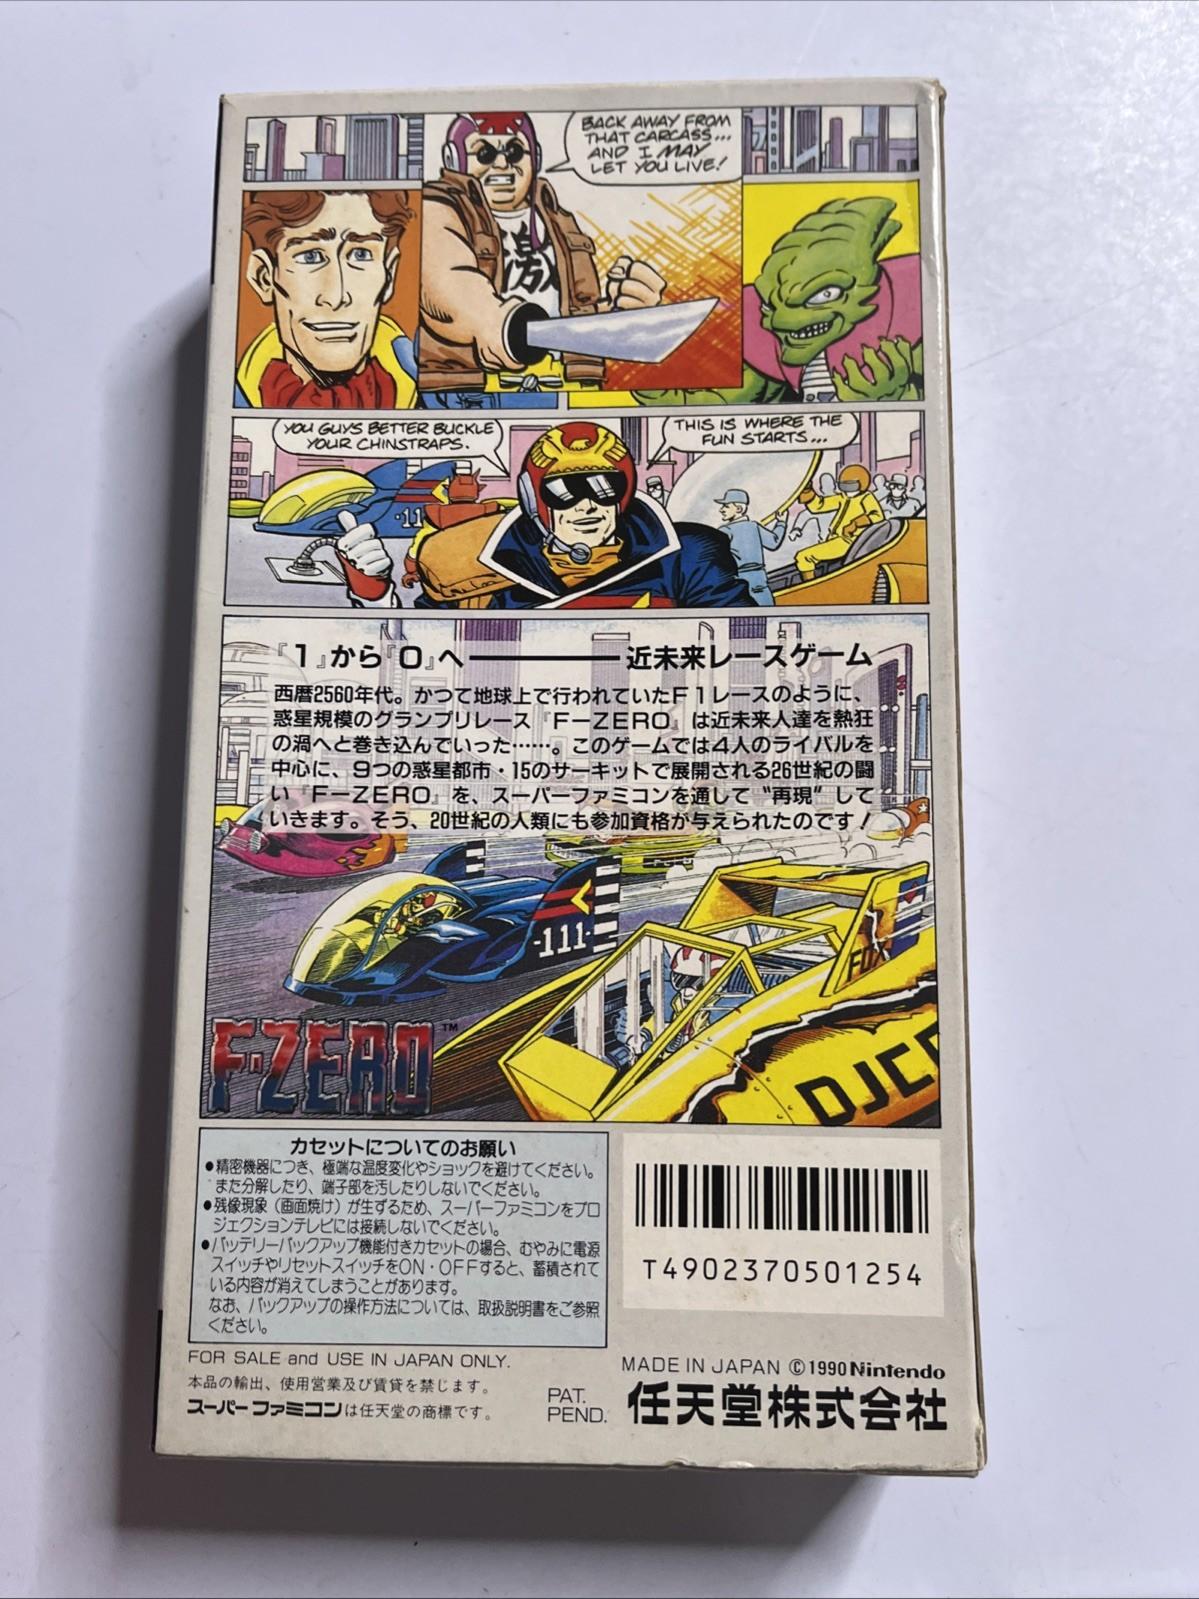 BACK AWAY FROM
THAT CARCASS...
AND I MAY
LET YOU LIVE!
激
YOU GUYS BETTER BUCKLE
YOUR CHINSTRAPS.
THIS IS WHERE THE
FUN STARTS...
·11
『1』から『0』へ――――近未来レースゲーム
西暦2560年代。かつて地球上で行われていたF1レースのように、
惑星規模のグランプリレース『F−ZERO』は近未来人達を熱狂
の渦へと巻き込んでいった……。このゲームでは4人のライバルを
中心に、9つの惑星都市・15のサーキットで展開される26世紀の闘
い『F−ZERO』を、スーパーファミコンを通して“再現”して
いきます。そう、20世紀の人類にも参加資格が与えられたのです!
-111-
FOX
DJCF
F-ZERO™
カセットについてのお願い
●精密機器につき、極端な温度変化やショックを避けてください。
また分解したり、端子部を汚したりしないでください。
●残像現象(画面焼け)が生ずるため、スーパーファミコンをプロ
ジェクションテレビには接続しないでください。
●バッテリーバックアップ機能付きカセットの場合、むやみに電源
スイッチやリセットスイッチをON・OFFすると、蓄積されて
いる内容が消えてしまうことがあります。
なお、バックアップの操作方法については、取扱説明書をご参照
ください。
T4902370501254
FOR SALE and USE IN JAPAN ONLY.
本品の輸出、使用営業及び賃貸を禁じます。
スーパーファミコンは任天堂の商標です。
PAT.
PEND.
MADE IN JAPAN ©1990 Nintendo
任天堂株式会社